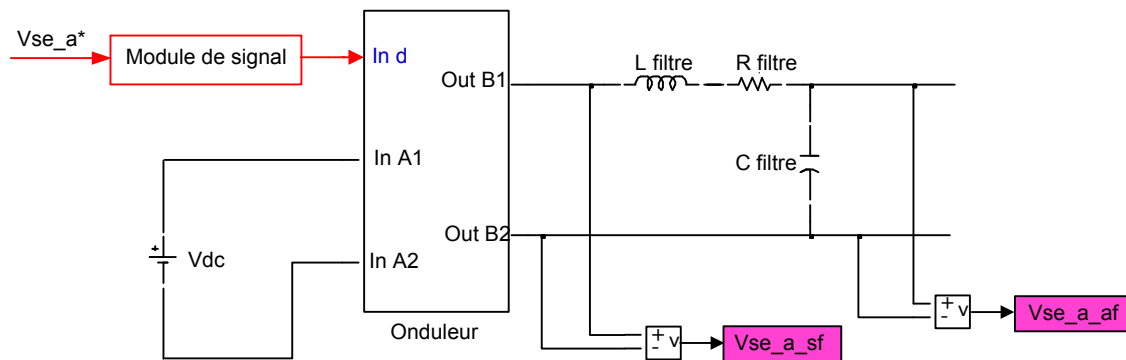 Vse_a*
Module de signal
In d
Out B1
L filtre
R filtre
In A1
C filtre
Out B2
+
Vdc
In A2
Onduleur
+
-
v
Vse_a_af
+
-
v
Vse_a_sf